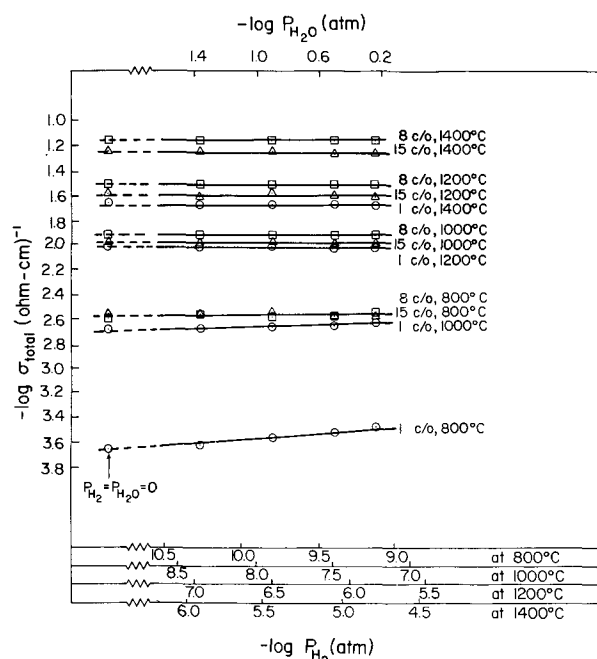 -log P_H2O (atm)
1.4 1.0 0.6 0.2
-log σ_total (ohm-cm)⁻¹
1.0
1.2
1.4
1.6
1.8
2.0
2.2
2.4
2.6
2.8
3.0
3.2
3.4
3.6
3.8
8 c/o, 1400°C
15 c/o, 1400°C
8 c/o, 1200°C
15 c/o, 1200°C
1 c/o, 1400°C
8 c/o, 1000°C
15 c/o, 1000°C
1 c/o, 1200°C
8 c/o, 800°C
15 c/o, 800°C
1 c/o, 1000°C
1 c/o, 800°C
P_H2 = P_H2O = 0
10.5 10.0 9.5 9.0 at 800°C
8.5 8.0 7.5 7.0 at 1000°C
7.0 6.5 6.0 5.5 at 1200°C
6.0 5.5 5.0 4.5 at 1400°C
-log P_H2 (atm)